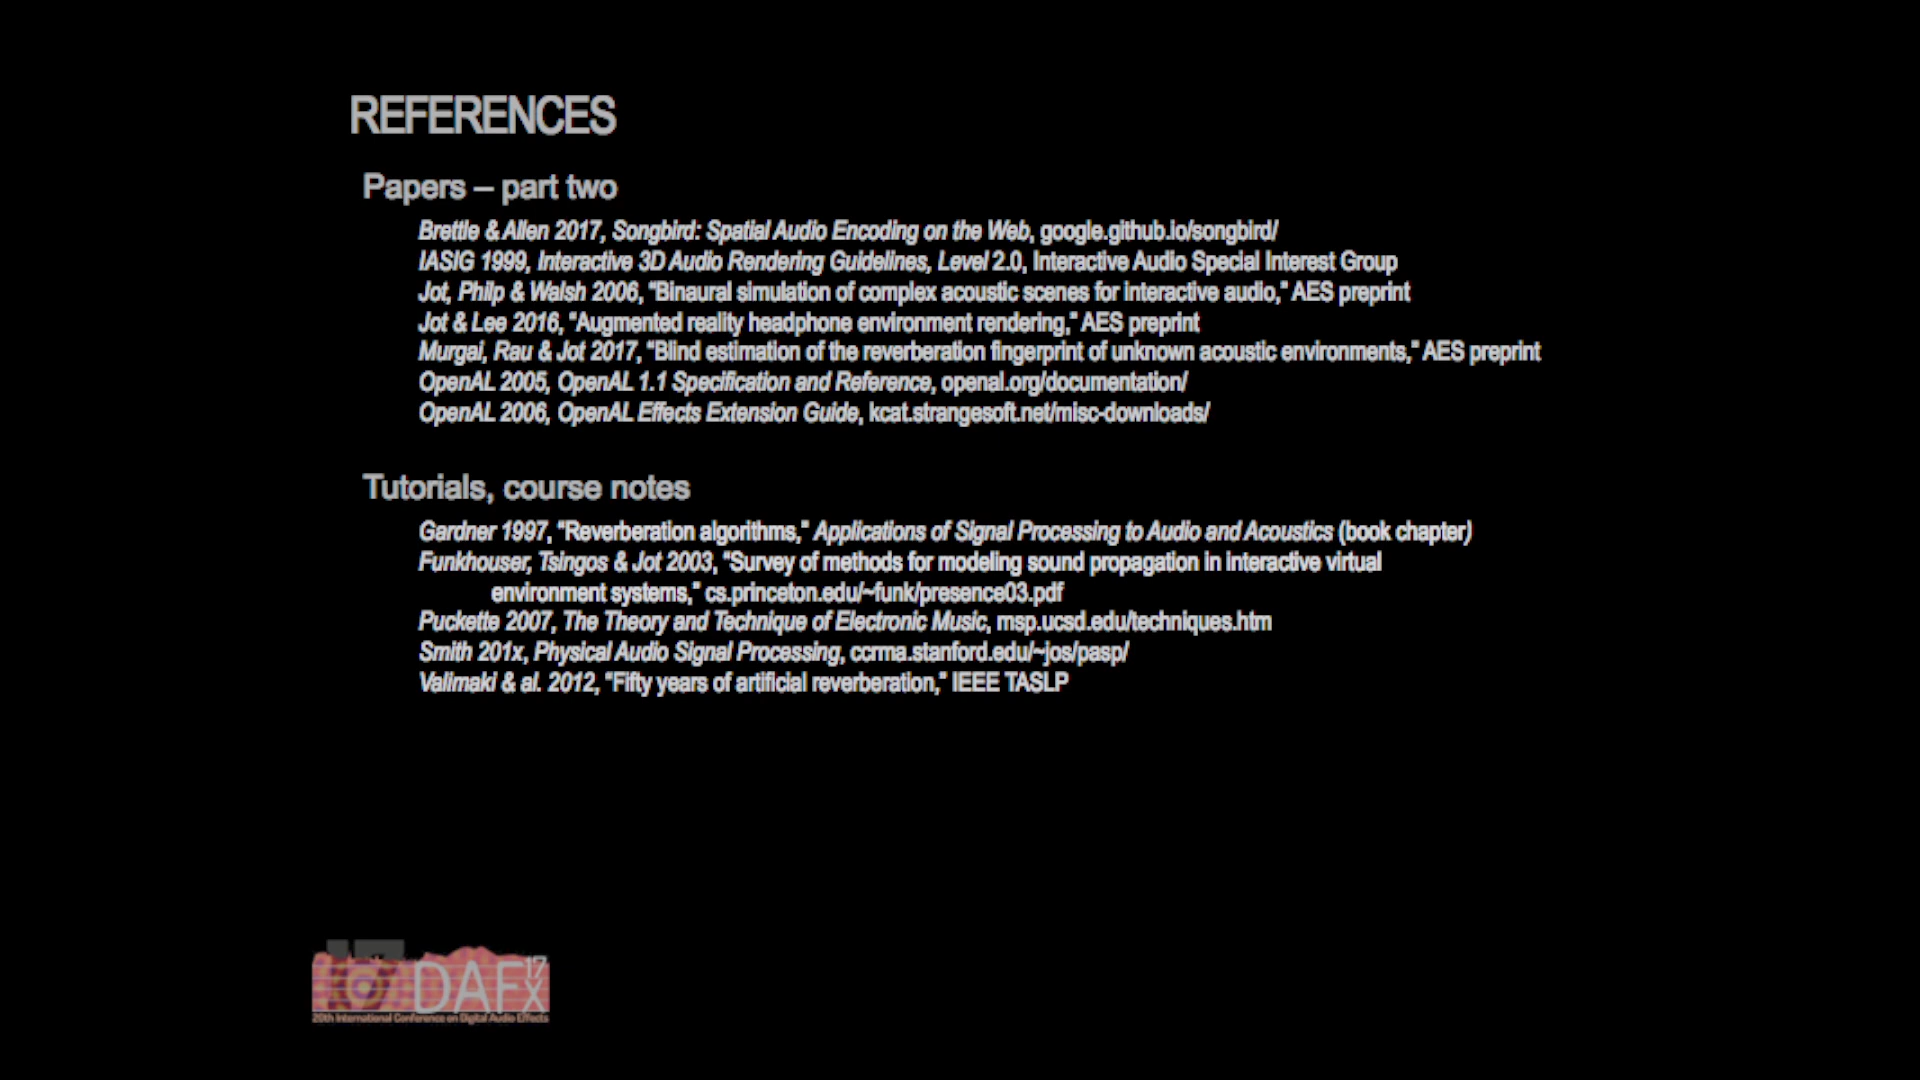 REFERENCES
Papers – part two
Brettle & Allen 2017, Songbird: Spatial Audio Encoding on the Web, google.github.io/songbird/
IASIG 1999, Interactive 3D Audio Rendering Guidelines, Level 2.0, Interactive Audio Special Interest Group
Jot, Philp & Walsh 2006, “Binaural simulation of complex acoustic scenes for interactive audio,” AES preprint
Jot & Lee 2016, “Augmented reality headphone environment rendering,” AES preprint
Murgai, Rau & Jot 2017, “Blind estimation of the reverberation fingerprint of unknown acoustic environments,” AES preprint
OpenAL 2005, OpenAL 1.1 Specification and Reference, openal.org/documentation/
OpenAL 2006, OpenAL Effects Extension Guide, kcat.strangesoft.net/misc-downloads/
Tutorials, course notes
Gardner 1997, “Reverberation algorithms,” Applications of Signal Processing to Audio and Acoustics (book chapter)
Funkhouser, Tsingos & Jot 2003, “Survey of methods for modeling sound propagation in interactive virtual
environment systems,” cs.princeton.edu/~funk/presence03.pdf
Puckette 2007, The Theory and Technique of Electronic Music, msp.ucsd.edu/techniques.htm
Smith 201x, Physical Audio Signal Processing, ccrma.stanford.edu/~jos/pasp/
Valimaki & al. 2012, “Fifty years of artificial reverberation,” IEEE TASLP
DAFx 17
20th International Conference on Digital Audio Effects